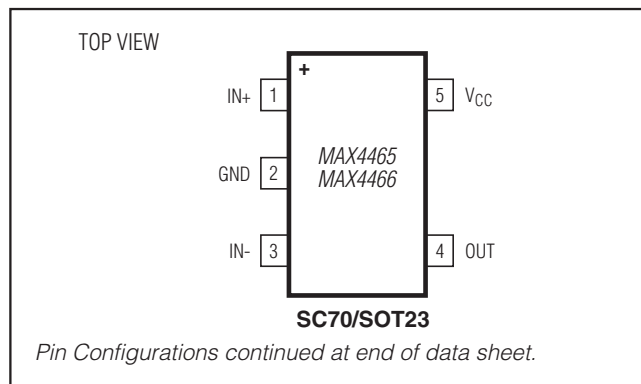 TOP VIEW
+
IN+ 1
5 VCC
MAX4465
MAX4466
GND 2
IN- 3
4 OUT
SC70/SOT23
Pin Configurations continued at end of data sheet.